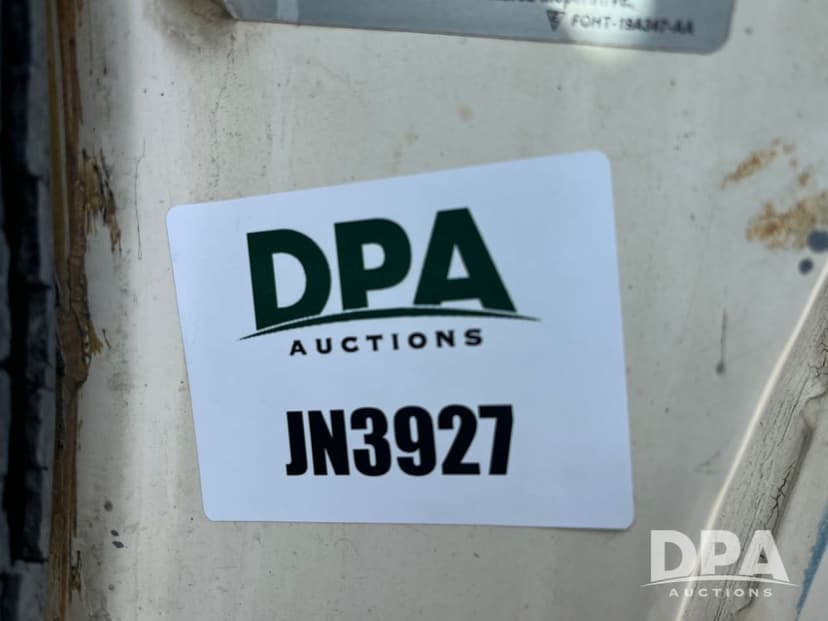 FOHT-19A347-AA
DPA
AUCTIONS
JN3927
DPA
AUCTIONS